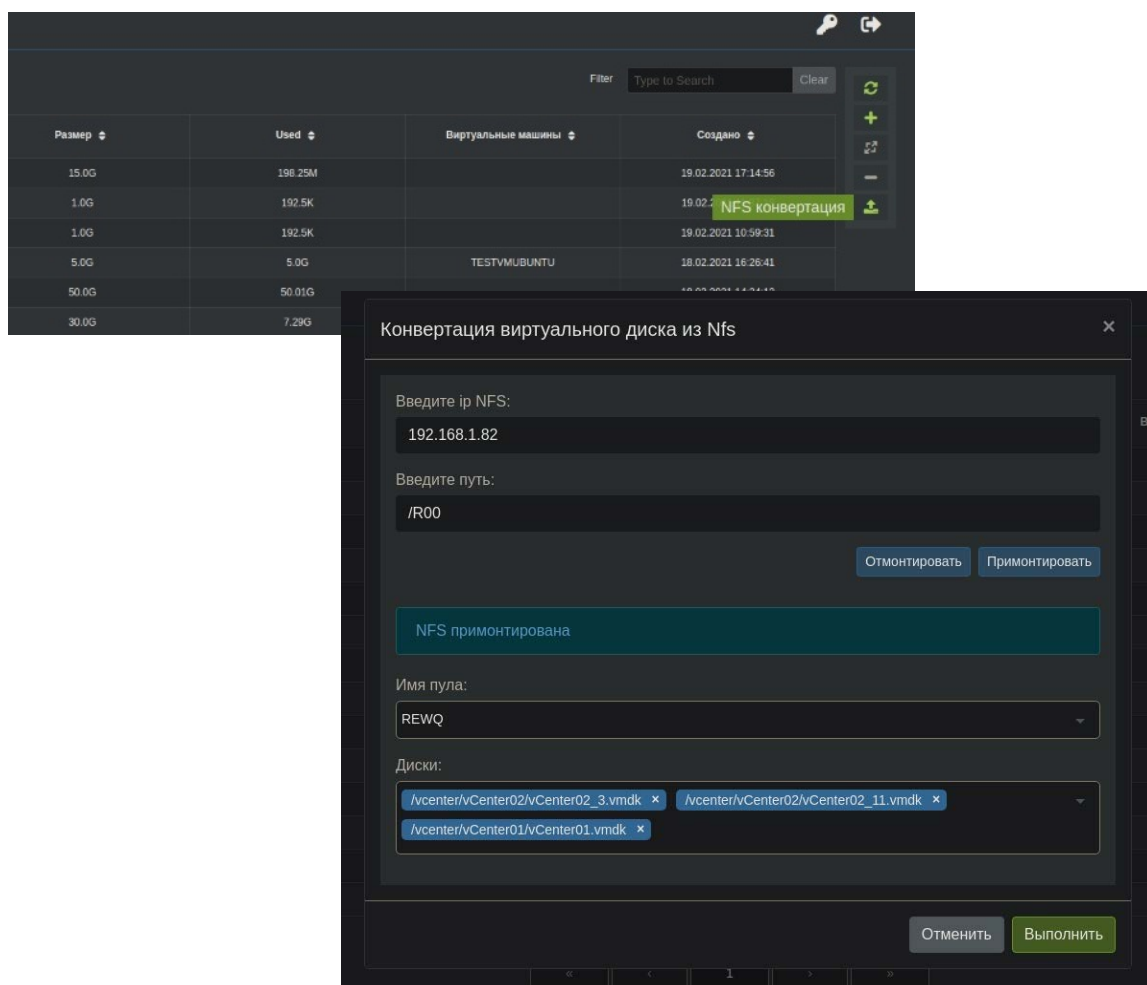 Filter Type to Search Clear
Размер Used Виртуальные машины Создано
15.0G 198.25M 19.02.2021 17:14:56
1.0G 192.5K 19.02.2
NFS конвертация
1.0G 192.5K 19.02.2021 10:59:31
5.0G 5.0G TESTVMUBUNTU 18.02.2021 16:26:41
50.0G 50.01G
30.0G 7.29G
Конвертация виртуального диска из Nfs ×
Введите ip NFS:
192.168.1.82
Введите путь:
/R00
Отмонтировать Примонтировать
NFS примонтирована
Имя пула:
REWQ
Диски:
/vcenter/vCenter02/vCenter02_3.vmdk × /vcenter/vCenter02/vCenter02_11.vmdk ×
/vcenter/vCenter01/vCenter01.vmdk ×
Отменить Выполнить
« ‹ 1 › »